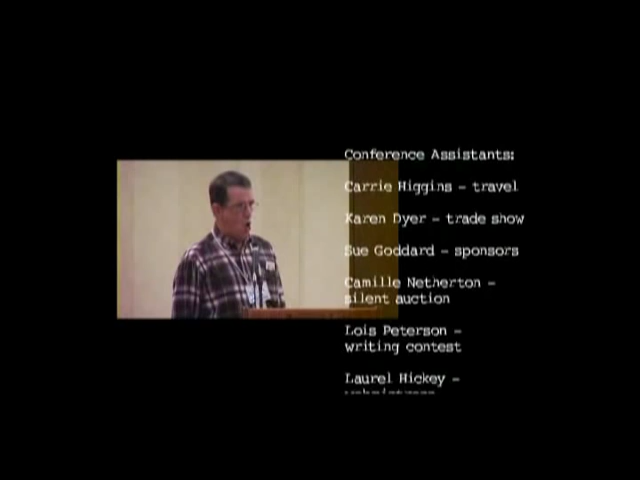 Conference Assistants:
Carrie Higgins - travel
Karen Dyer - trade show
Sue Goddard - sponsors
Camille Netherton -
silent auction
Lois Peterson -
writing contest
Laurel Hickey -